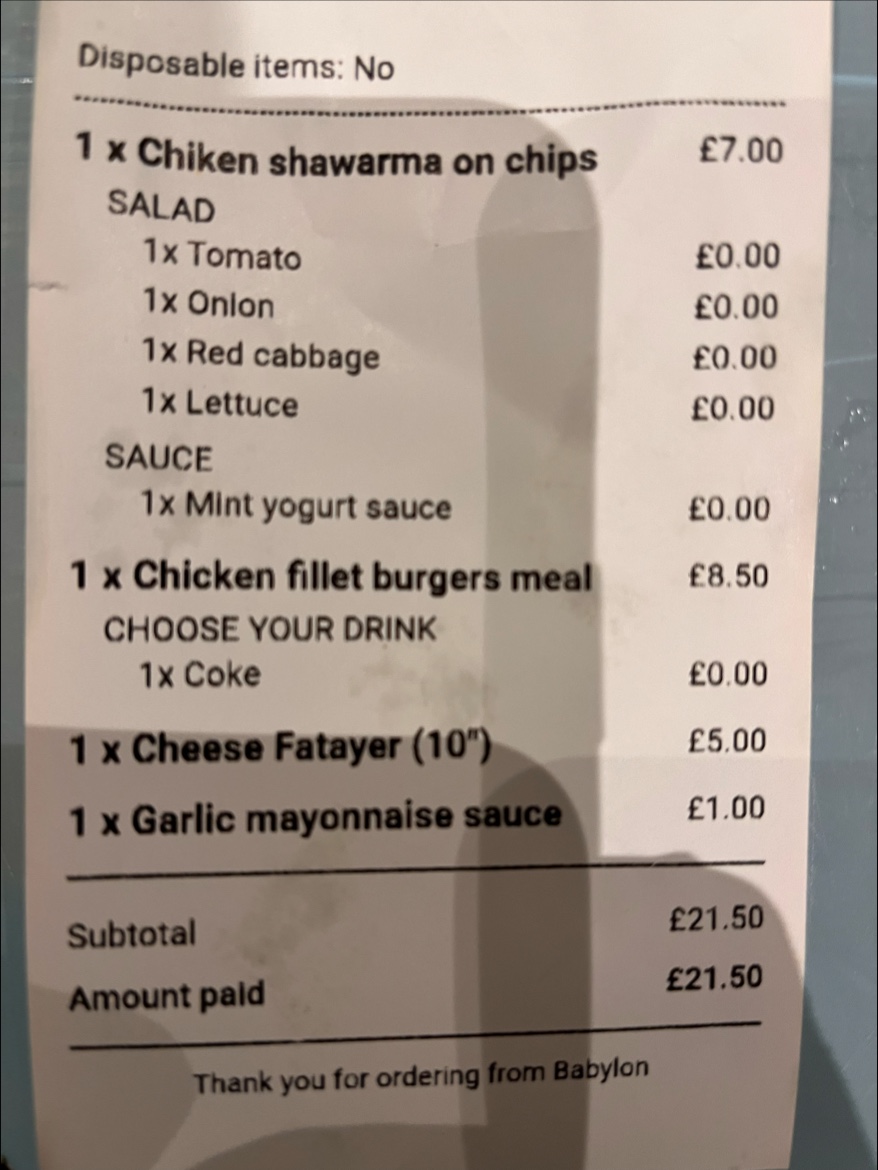 Disposable items: No
1 x Chiken shawarma on chips £7.00
SALAD
1x Tomato £0.00
1x Onion £0.00
1x Red cabbage £0.00
1x Lettuce £0.00
SAUCE
1x Mint yogurt sauce £0.00
1 x Chicken fillet burgers meal £8.50
CHOOSE YOUR DRINK
1x Coke £0.00
1 x Cheese Fatayer (10") £5.00
1 x Garlic mayonnaise sauce £1.00
Subtotal £21.50
Amount paid £21.50
Thank you for ordering from Babylon